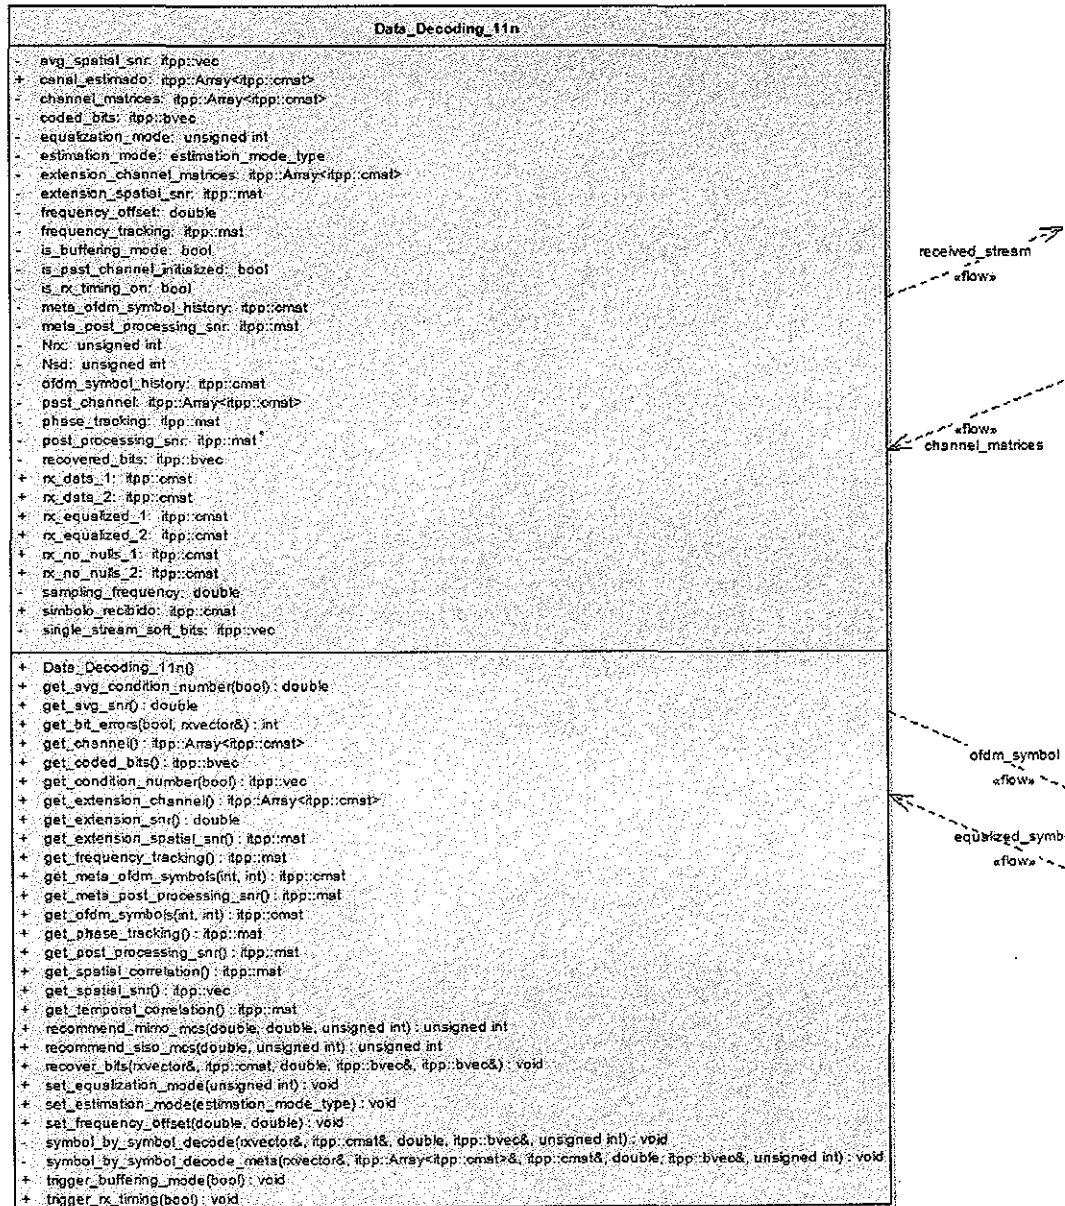 Data_Decoding_11n
- avg_spatial_snr: itpp::vec
+ canal_estimado: itpp::Array<itpp::cmat>
- channel_matrices: itpp::Array<itpp::cmat>
- coded_bits: itpp::bvec
- equalization_mode: unsigned int
- estimation_mode: estimation_mode_type
- extension_channel_matrices: itpp::Array<itpp::cmat>
- extension_spatial_snr: itpp::mat
- frequency_offset: double
- frequency_tracking: itpp::mat
- is_buffering_mode: bool
- is_past_channel_initialized: bool
- is_rx_timing_on: bool
- meta_ofdm_symbol_history: itpp::cmat
- meta_post_processing_snr: itpp::mat
- Nrx: unsigned int
- Nsd: unsigned int
- ofdm_symbol_history: itpp::cmat
- past_channel: itpp::Array<itpp::cmat>
- phase_tracking: itpp::mat
- post_processing_snr: itpp::mat
- recovered_bits: itpp::bvec
+ rx_data_1: itpp::cmat
+ rx_data_2: itpp::cmat
+ rx_equalized_1: itpp::cmat
+ rx_equalized_2: itpp::cmat
+ rx_no_nulls_1: itpp::cmat
+ rx_no_nulls_2: itpp::cmat
- sampling_frequency: double
+ simbolo_recibido: itpp::cmat
- single_stream_soft_bits: itpp::vec
+ Data_Decoding_11n()
+ get_avg_condition_number(bool) : double
+ get_avg_snr() : double
+ get_bit_errors(bool, rxvector&) : int
+ get_channel() : itpp::Array<itpp::cmat>
+ get_coded_bits() : itpp::bvec
+ get_condition_number(bool) : itpp::vec
+ get_extension_channel() : itpp::Array<itpp::cmat>
+ get_extension_snr() : double
+ get_extension_spatial_snr() : itpp::mat
+ get_frequency_tracking() : itpp::mat
+ get_meta_ofdm_symbols(int, int) : itpp::cmat
+ get_meta_post_processing_snr() : itpp::mat
+ get_ofdm_symbols(int, int) : itpp::cmat
+ get_phase_tracking() : itpp::mat
+ get_post_processing_snr() : itpp::mat
+ get_spatial_correlation() : itpp::mat
+ get_spatial_snr() : itpp::vec
+ get_temporal_correlation() : itpp::mat
+ recommend_mimo_mcs(double, double, unsigned int) : unsigned int
+ recommend_siso_mcs(double, unsigned int) : unsigned int
+ recover_bits(rxvector&, itpp::cmat, double, itpp::bvec&, itpp::bvec&) : void
+ set_equalization_mode(unsigned int) : void
+ set_estimation_mode(estimation_mode_type) : void
+ set_frequency_offset(double, double) : void
- symbol_by_symbol_decode(rxvector&, itpp::cmat&, double, itpp::bvec&, unsigned int) : void
- symbol_by_symbol_decode_meta(rxvector&, itpp::Array<itpp::cmat>&, itpp::cmat&, double, itpp::bvec&, unsigned int) : void
+ trigger_buffering_mode(bool) : void
+ trigger_rx_timing(bool) : void
received_stream
«flow»
«flow»
channel_matrices
ofdm_symbol
«flow»
equalized_symb
«flow»